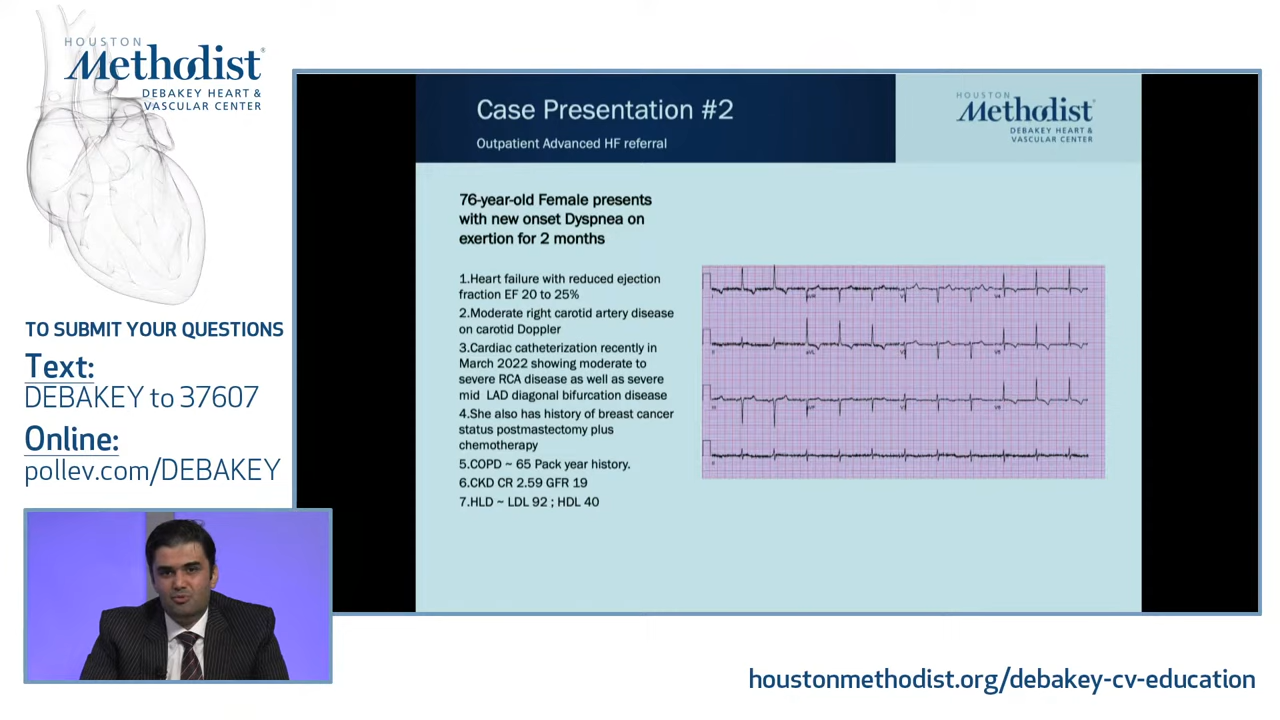 HOUSTON
Methodist®
DEBAKEY HEART &
VASCULAR CENTER
TO SUBMIT YOUR QUESTIONS
Text:
DEBAKEY to 37607
Online:
pollev.com/DEBAKEY
Case Presentation #2
Outpatient Advanced HF referral
HOUSTON
Methodist®
DEBAKEY HEART &
VASCULAR CENTER
76-year-old Female presents
with new onset Dyspnea on
exertion for 2 months
1.Heart failure with reduced ejection
fraction EF 20 to 25%
2.Moderate right carotid artery disease
on carotid Doppler
3.Cardiac catheterization recently in
March 2022 showing moderate to
severe RCA disease as well as severe
mid LAD diagonal bifurcation disease
4.She also has history of breast cancer
status postmastectomy plus
chemotherapy
5.COPD ~ 65 Pack year history.
6.CKD CR 2.59 GFR 19
7.HLD ~ LDL 92 ; HDL 40
houstonmethodist.org/debakey-cv-education